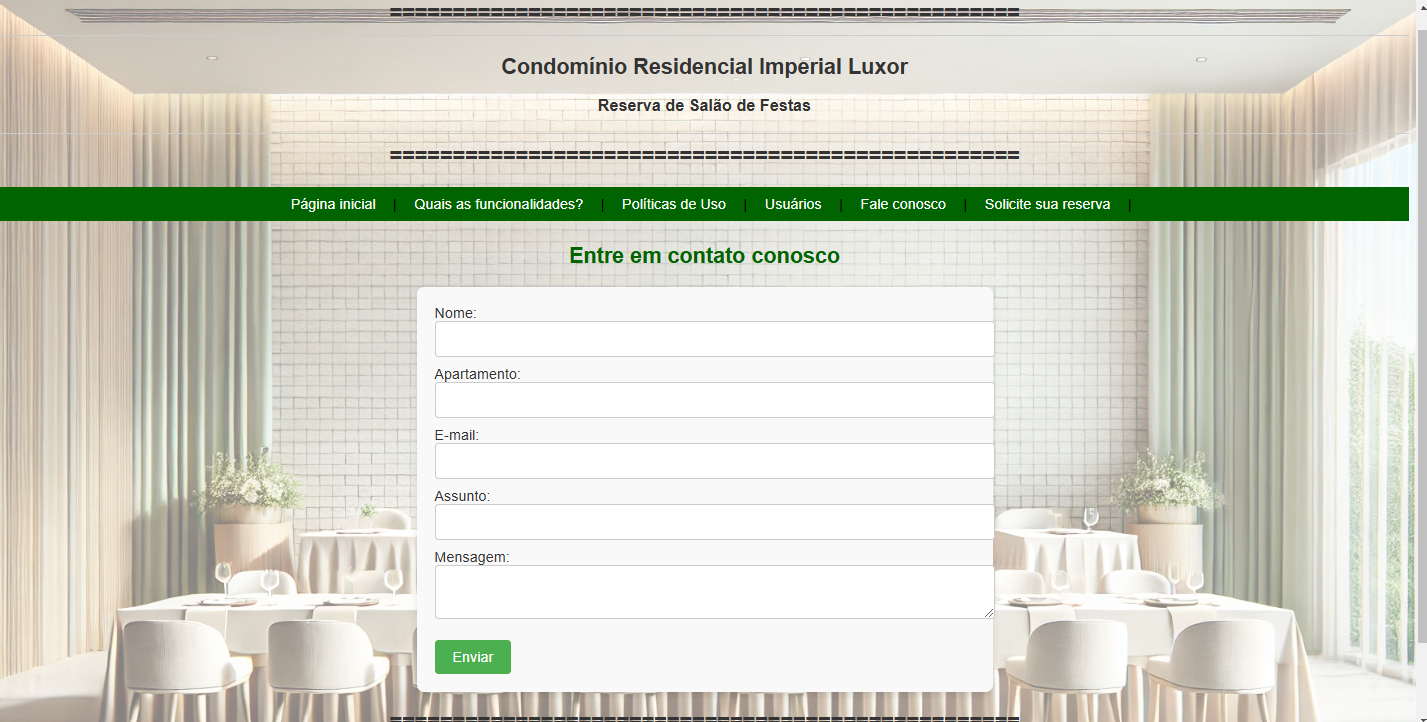 ==================================================
Condomínio Residencial Imperial Luxor
Reserva de Salão de Festas
==================================================
Página inicial | Quais as funcionalidades? | Políticas de Uso | Usuários | Fale conosco | Solicite sua reserva |
Entre em contato conosco
Nome:
Apartamento:
E-mail:
Assunto:
Mensagem:
Enviar
==================================================